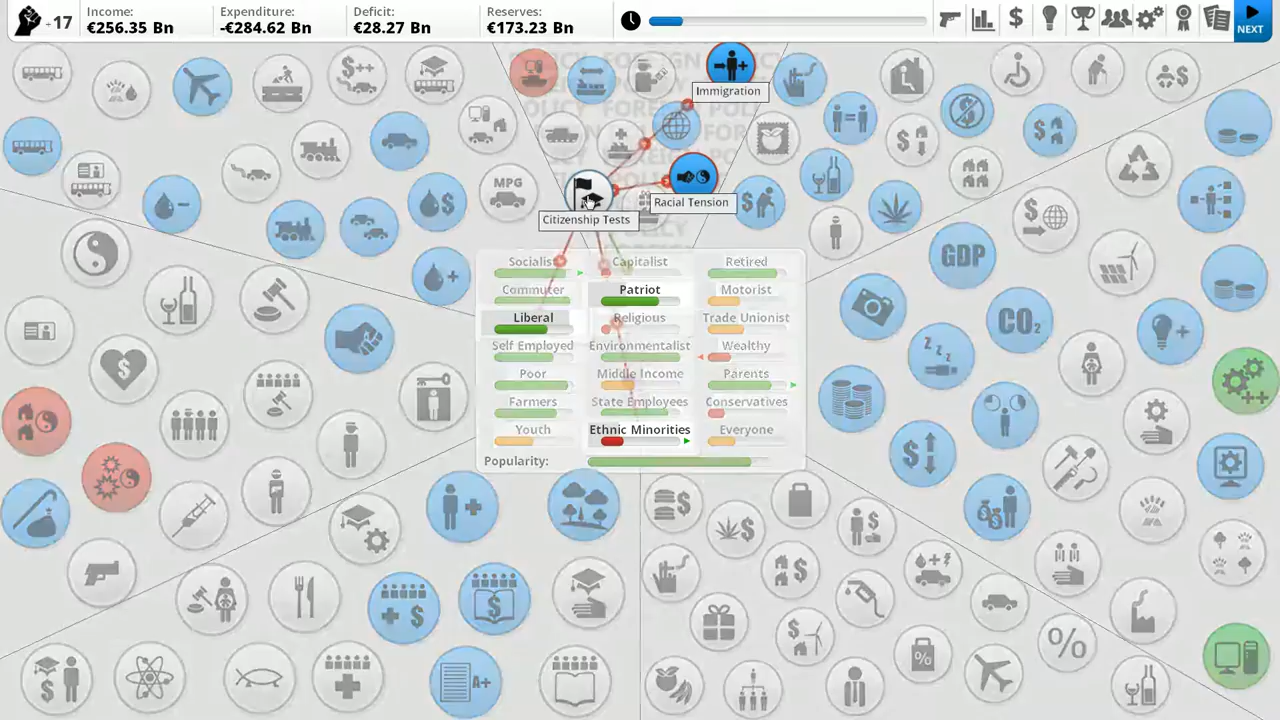 +17
Income:
€256.35 Bn
Expenditure:
-€284.62 Bn
Deficit:
€28.27 Bn
Reserves:
€173.23 Bn
NEXT
Immigration
Racial Tension
Citizenship Tests
MPG
FOREIGN POLICY
Socialist
Capitalist
Retired
Commuter
Patriot
Motorist
Liberal
Religious
Trade Unionist
Self Employed
Environmentalist
Wealthy
Poor
Middle Income
Parents
Farmers
State Employees
Conservatives
Youth
Ethnic Minorities
Everyone
Popularity:
GDP
CO₂
A+